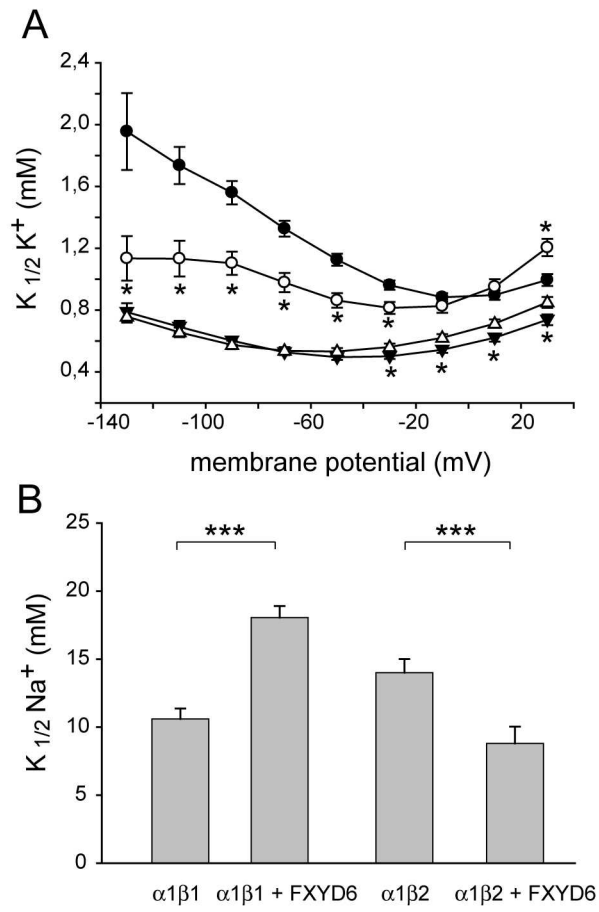 A
2,4
2,0
1,6
1,2
0,8
0,4
K 1/2 K+ (mM)
*
* * * * * *
* * * *
-140 -100 -60 -20 20
membrane potential (mV)
B
25
20
15
10
5
0
K 1/2 Na+ (mM)
*** ***
α1β1 α1β1 + FXYD6 α1β2 α1β2 + FXYD6